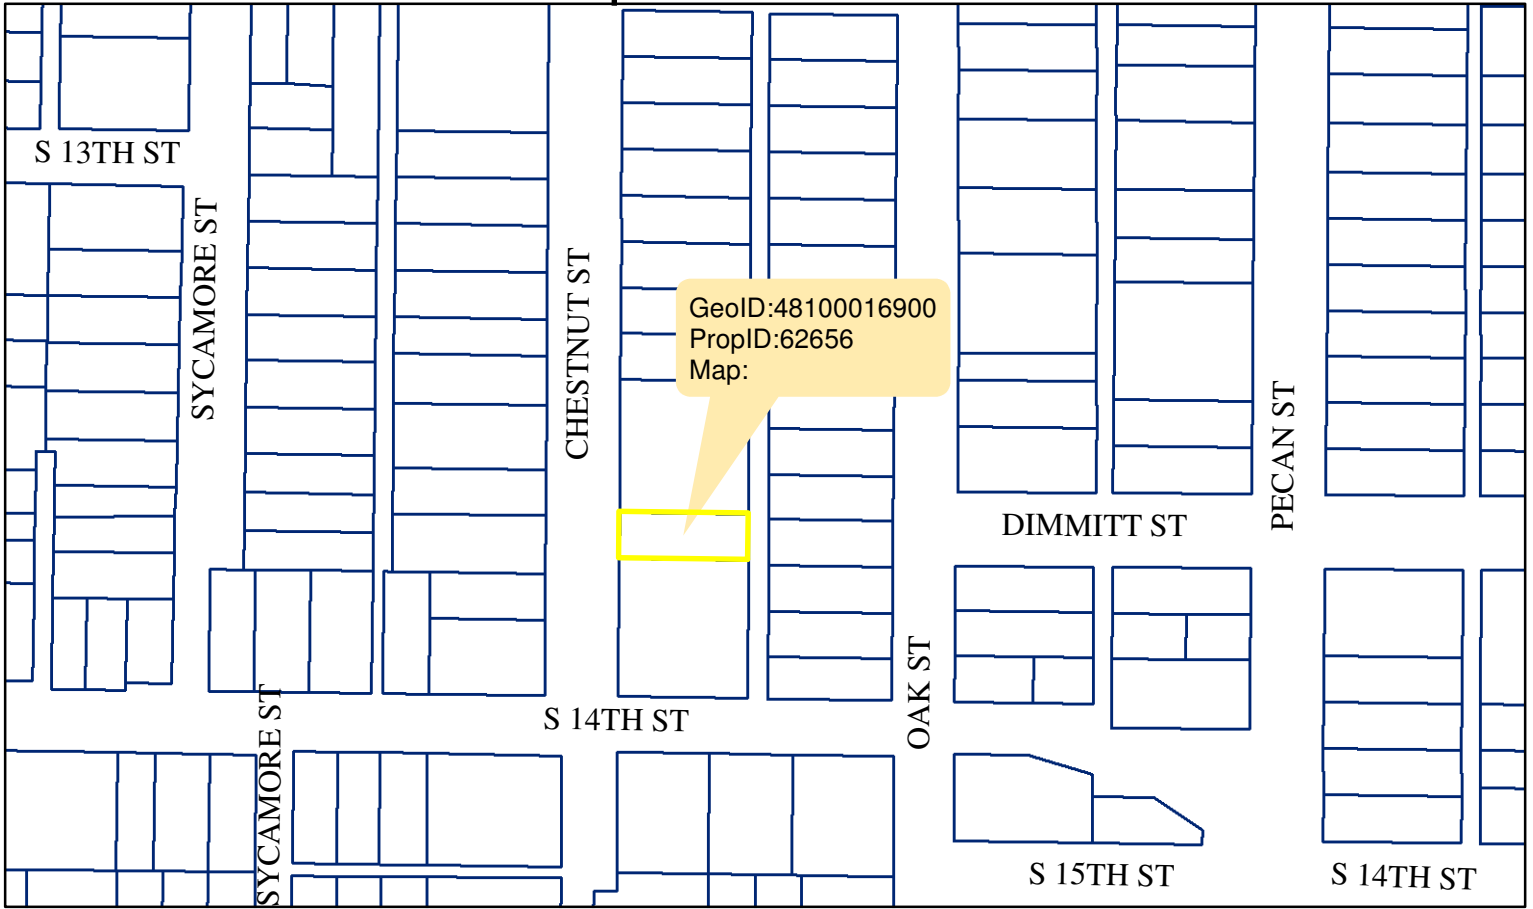 S 13TH ST
SYCAMORE ST
CHESTNUT ST
GeoID:48100016900
PropID:62656
Map:
PECAN ST
DIMMITT ST
OAK ST
S 14TH ST
SYCAMORE ST
S 15TH ST
S 14TH ST